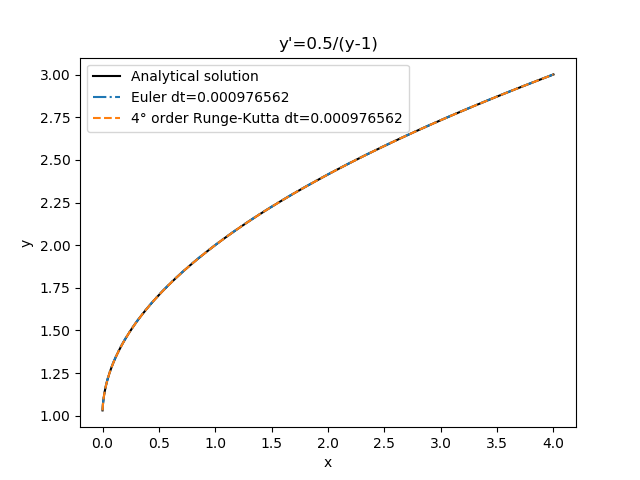 y'=0.5/(y-1)
Analytical solution
Euler dt=0.000976562
4° order Runge-Kutta dt=0.000976562
3.00
2.75
2.50
2.25
2.00
1.75
1.50
1.25
1.00
y
0.0 0.5 1.0 1.5 2.0 2.5 3.0 3.5 4.0
x